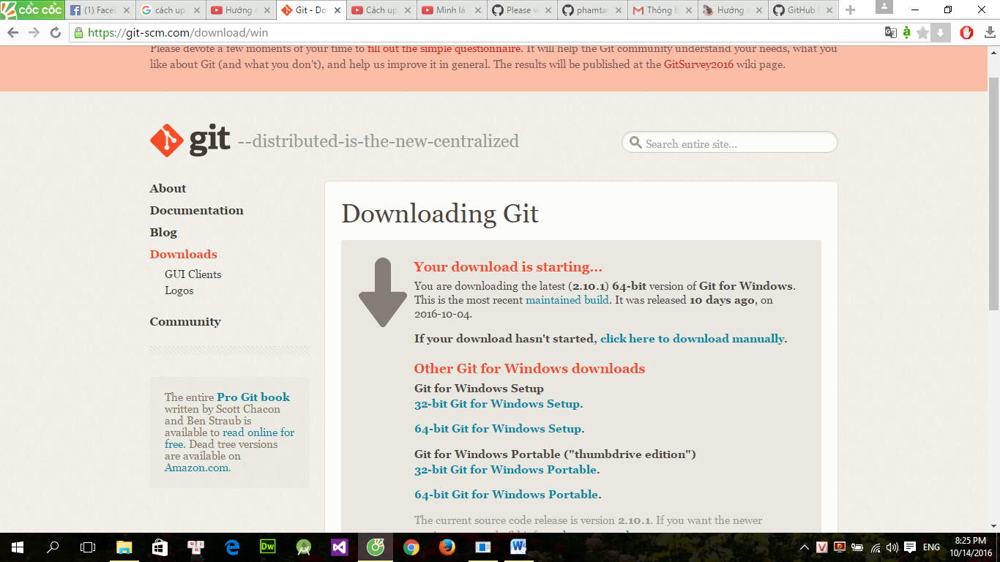 CỐC CỐC
(1) Facel
cách up
Hướng
Git - Do
Cách up
Mình là
Please
phamtar
Thông b
Hướng
GitHub
https://git-scm.com/download/win
Please devote a few moments of your time to fill out the simple questionnaire. It will help the Git community understand your needs, what you
like about Git (and what you don't), and help us improve it in general. The results will be published at the GitSurvey2016 wiki page.
git --distributed-is-the-new-centralized
Search entire site...
About
Documentation
Blog
Downloads
GUI Clients
Logos
Community
The entire Pro Git book
written by Scott Chacon
and Ben Straub is
available to read online for
free. Dead tree versions
are available on
Amazon.com.
Downloading Git
Your download is starting...
You are downloading the latest (2.10.1) 64-bit version of Git for Windows.
This is the most recent maintained build. It was released 10 days ago, on
2016-10-04.
If your download hasn't started, click here to download manually.
Other Git for Windows downloads
Git for Windows Setup
32-bit Git for Windows Setup.
64-bit Git for Windows Setup.
Git for Windows Portable ("thumbdrive edition")
32-bit Git for Windows Portable.
64-bit Git for Windows Portable.
The current source code release is version 2.10.1. If you want the newer
Dw
ENG
8:25 PM
10/14/2016